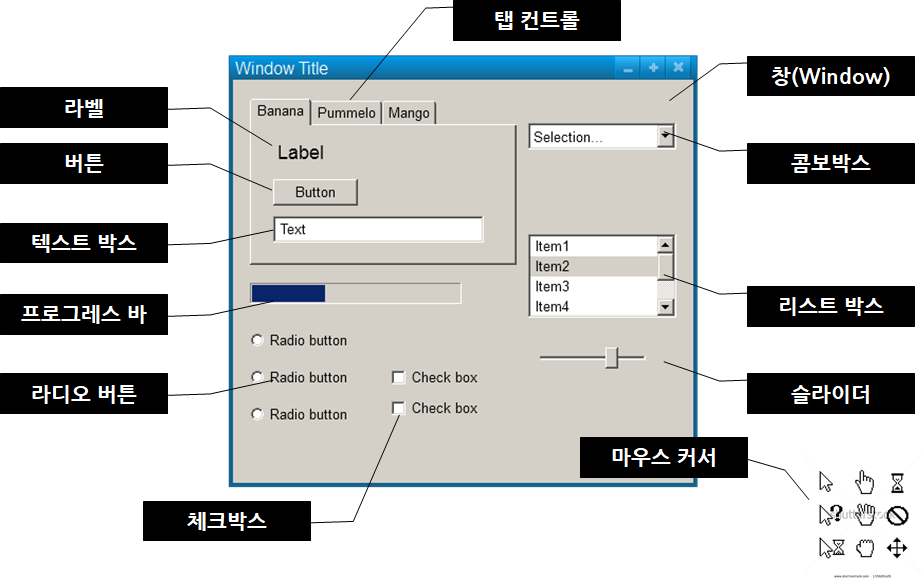 탭 컨트롤
Window Title
창(Window)
라벨
Banana Pummelo Mango
Selection...
Label
버튼
Button
콤보박스
텍스트 박스
Text
Item1
Item2
Item3
Item4
리스트 박스
프로그레스 바
Radio button
라디오 버튼
Radio button
Check box
슬라이더
Radio button
Check box
마우스 커서
체크박스